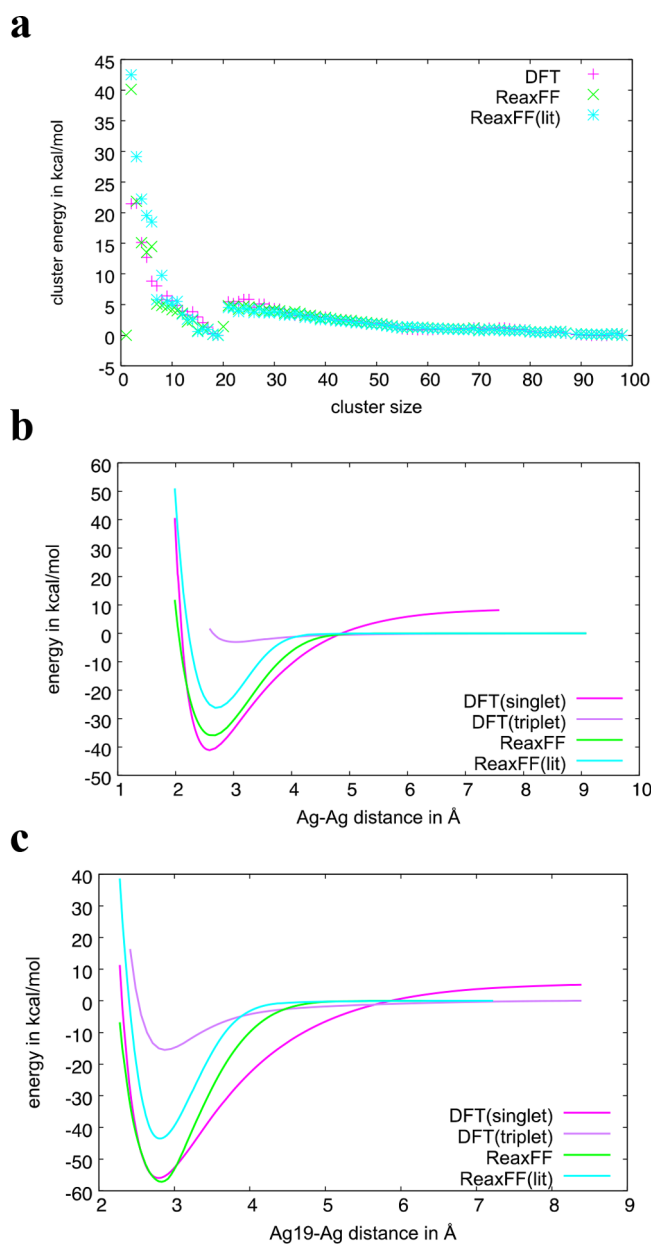 a
45
40
35
30
25
20
15
10
5
0
-5
0 10 20 30 40 50 60 70 80 90 100
cluster energy in kcal/mol
cluster size
DFT
ReaxFF
ReaxFF(lit)
b
60
50
40
30
20
10
0
-10
-20
-30
-40
-50
1 2 3 4 5 6 7 8 9 10
energy in kcal/mol
Ag-Ag distance in Å
DFT(singlet)
DFT(triplet)
ReaxFF
ReaxFF(lit)
c
40
30
20
10
0
-10
-20
-30
-40
-50
-60
2 3 4 5 6 7 8 9
energy in kcal/mol
Ag19-Ag distance in Å
DFT(singlet)
DFT(triplet)
ReaxFF
ReaxFF(lit)